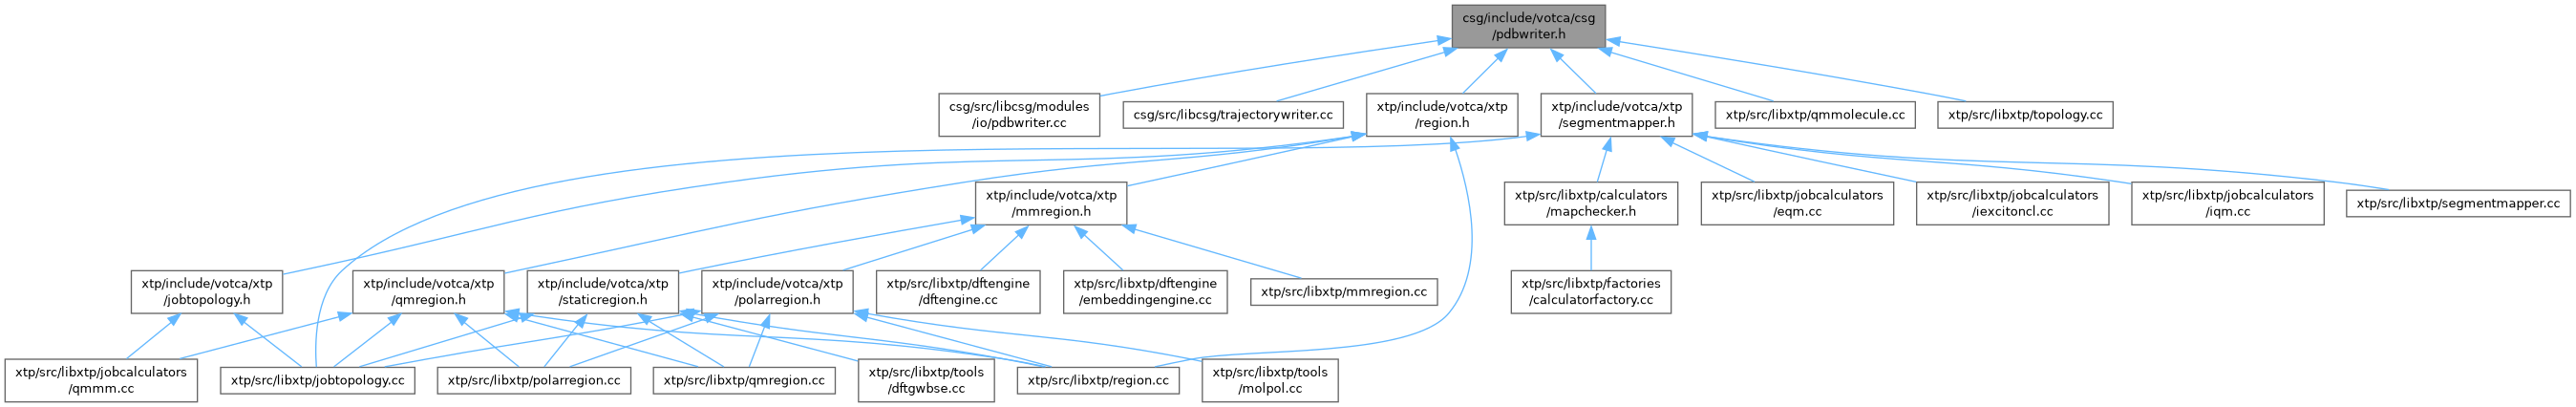 csg/include/votca/csg
/pdbwriter.h
csg/src/libcsg/modules
/io/pdbwriter.cc
csg/src/libcsg/trajectorywriter.cc
xtp/include/votca/xtp
/region.h
xtp/include/votca/xtp
/segmentmapper.h
xtp/src/libxtp/qmmolecule.cc
xtp/src/libxtp/topology.cc
xtp/include/votca/xtp
/mmregion.h
xtp/src/libxtp/calculators
/mapchecker.h
xtp/src/libxtp/jobcalculators
/eqm.cc
xtp/src/libxtp/jobcalculators
/iexcitoncl.cc
xtp/src/libxtp/jobcalculators
/iqm.cc
xtp/src/libxtp/segmentmapper.cc
xtp/include/votca/xtp
/jobtopology.h
xtp/include/votca/xtp
/qmregion.h
xtp/include/votca/xtp
/staticregion.h
xtp/include/votca/xtp
/polarregion.h
xtp/src/libxtp/dftengine
/dftengine.cc
xtp/src/libxtp/dftengine
/embeddingengine.cc
xtp/src/libxtp/mmregion.cc
xtp/src/libxtp/factories
/calculatorfactory.cc
xtp/src/libxtp/jobcalculators
/qmmm.cc
xtp/src/libxtp/jobtopology.cc
xtp/src/libxtp/polarregion.cc
xtp/src/libxtp/qmregion.cc
xtp/src/libxtp/tools
/dftgwbse.cc
xtp/src/libxtp/region.cc
xtp/src/libxtp/tools
/molpol.cc